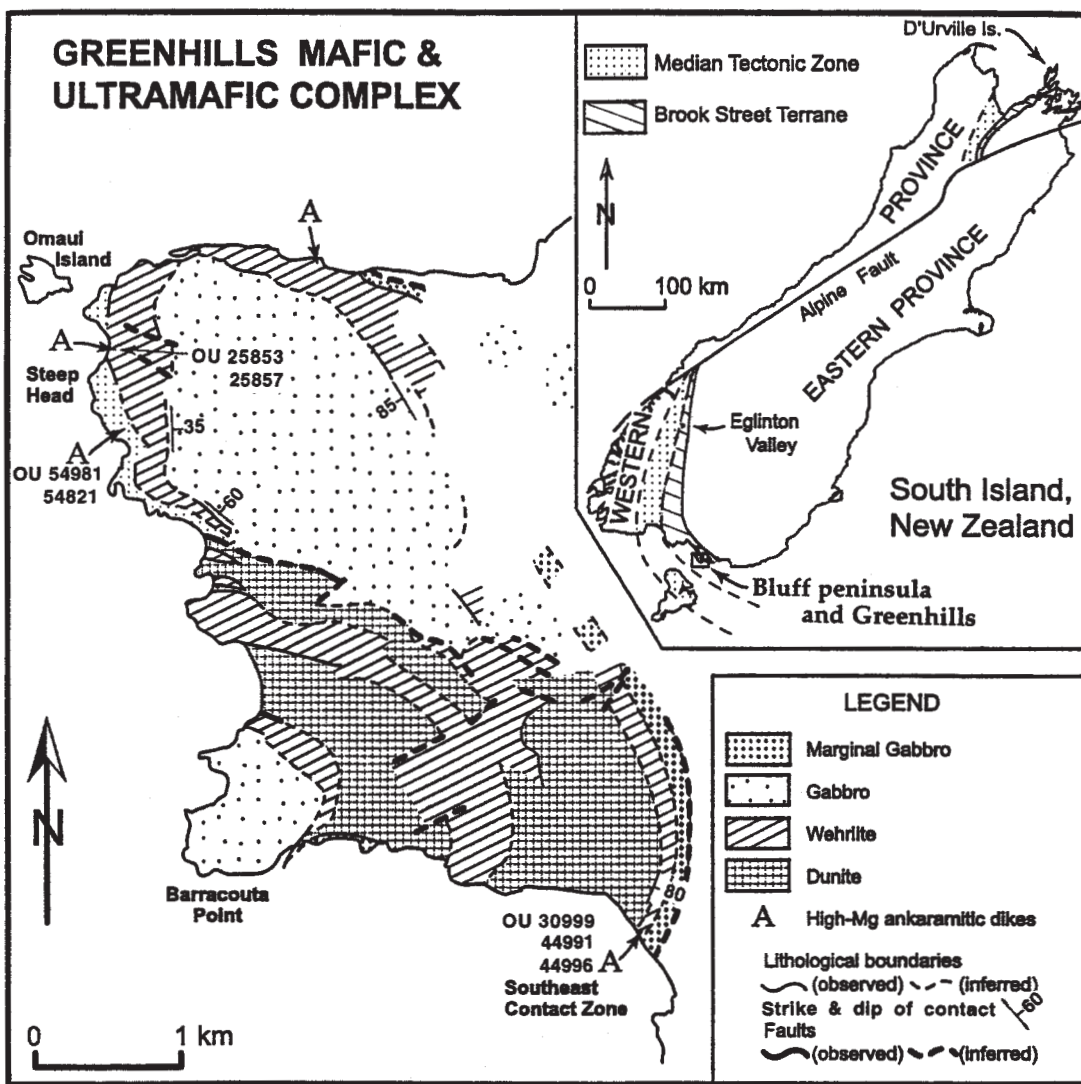 GREENHILLS MAFIC &
ULTRAMAFIC COMPLEX
Omaui
Island
A
A
Steep
Head
OU 25853
25857
35
85
A
OU 54981
54821
60
Barracouta
Point
80
OU 30999
44991
44996 A
Southeast
Contact Zone
N
0 1 km
Median Tectonic Zone
Brook Street Terrane
N
0 100 km
D'Urville Is.
PROVINCE
Alpine Fault
EASTERN PROVINCE
WESTERN
Eglinton
Valley
South Island,
New Zealand
Bluff peninsula
and Greenhills
LEGEND
Marginal Gabbro
Gabbro
Wehrlite
Dunite
A High-Mg ankaramitic dikes
Lithological boundaries
(observed) (inferred)
Strike & dip of contact 60
Faults
(observed) (inferred)